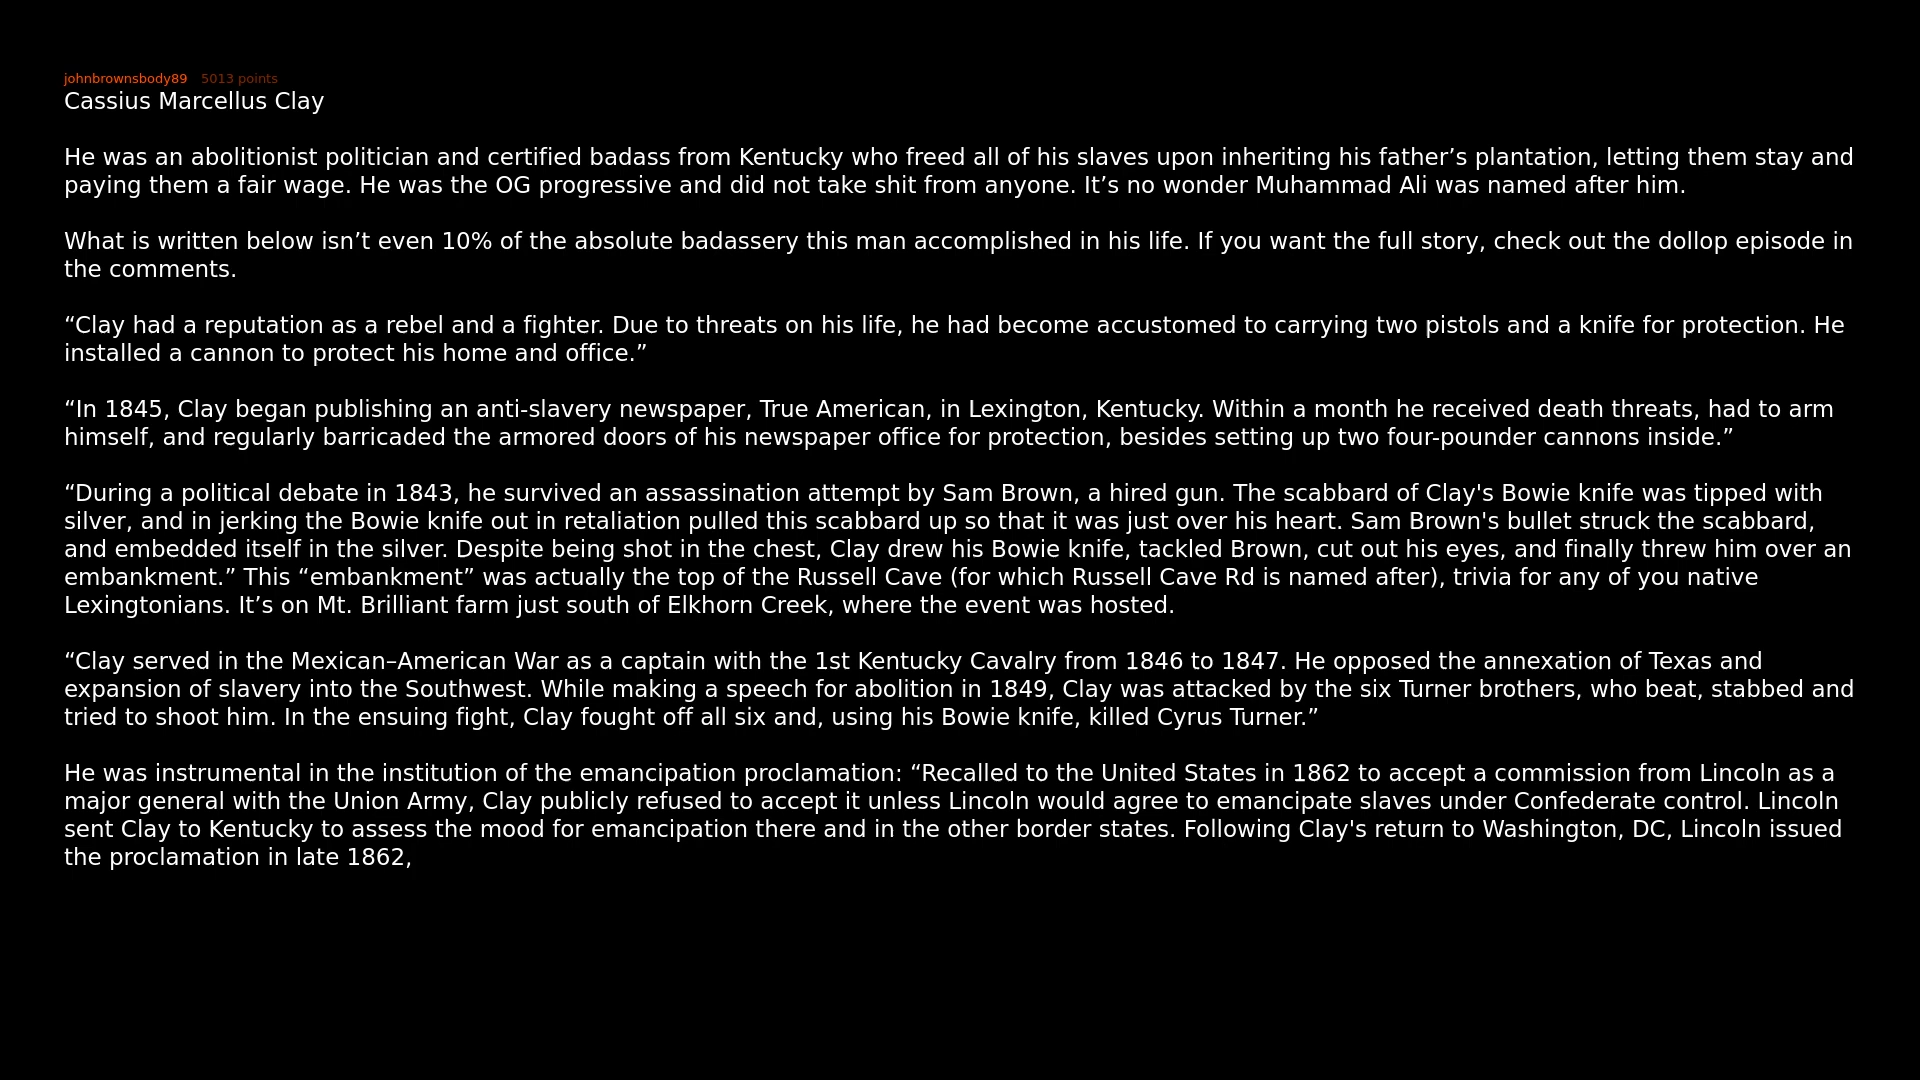 johnbrownsbody89 5013 points
Cassius Marcellus Clay
He was an abolitionist politician and certified badass from Kentucky who freed all of his slaves upon inheriting his father’s plantation, letting them stay and
paying them a fair wage. He was the OG progressive and did not take shit from anyone. It’s no wonder Muhammad Ali was named after him.
What is written below isn’t even 10% of the absolute badassery this man accomplished in his life. If you want the full story, check out the dollop episode in
the comments.
“Clay had a reputation as a rebel and a fighter. Due to threats on his life, he had become accustomed to carrying two pistols and a knife for protection. He
installed a cannon to protect his home and office.”
“In 1845, Clay began publishing an anti-slavery newspaper, True American, in Lexington, Kentucky. Within a month he received death threats, had to arm
himself, and regularly barricaded the armored doors of his newspaper office for protection, besides setting up two four-pounder cannons inside.”
“During a political debate in 1843, he survived an assassination attempt by Sam Brown, a hired gun. The scabbard of Clay's Bowie knife was tipped with
silver, and in jerking the Bowie knife out in retaliation pulled this scabbard up so that it was just over his heart. Sam Brown's bullet struck the scabbard,
and embedded itself in the silver. Despite being shot in the chest, Clay drew his Bowie knife, tackled Brown, cut out his eyes, and finally threw him over an
embankment.” This “embankment” was actually the top of the Russell Cave (for which Russell Cave Rd is named after), trivia for any of you native
Lexingtonians. It’s on Mt. Brilliant farm just south of Elkhorn Creek, where the event was hosted.
“Clay served in the Mexican–American War as a captain with the 1st Kentucky Cavalry from 1846 to 1847. He opposed the annexation of Texas and
expansion of slavery into the Southwest. While making a speech for abolition in 1849, Clay was attacked by the six Turner brothers, who beat, stabbed and
tried to shoot him. In the ensuing fight, Clay fought off all six and, using his Bowie knife, killed Cyrus Turner.”
He was instrumental in the institution of the emancipation proclamation: “Recalled to the United States in 1862 to accept a commission from Lincoln as a
major general with the Union Army, Clay publicly refused to accept it unless Lincoln would agree to emancipate slaves under Confederate control. Lincoln
sent Clay to Kentucky to assess the mood for emancipation there and in the other border states. Following Clay's return to Washington, DC, Lincoln issued
the proclamation in late 1862,